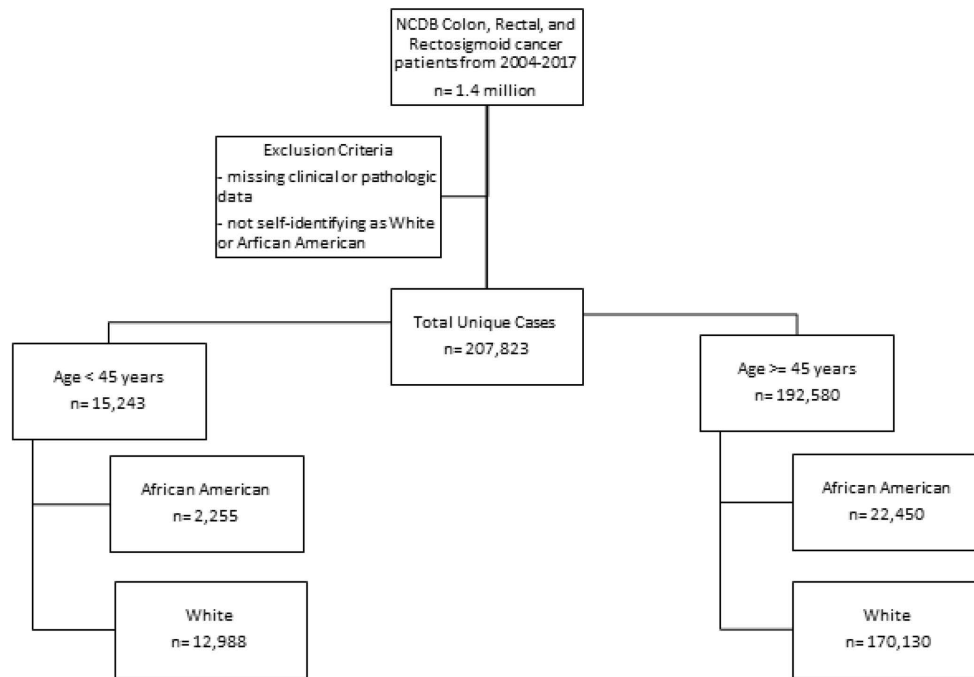 NCDB Colon, Rectal, and
Rectosigmoid cancer
patients from 2004-2017
n= 1.4 million
Exclusion Criteria
- missing clinical or pathologic
data
- not self-identifying as White
or Arfican American
Total Unique Cases
n= 207,823
Age < 45 years
n= 15,243
Age >= 45 years
n= 192,580
African American
n= 2,255
African American
n= 22,450
White
n= 12,988
White
n= 170,130